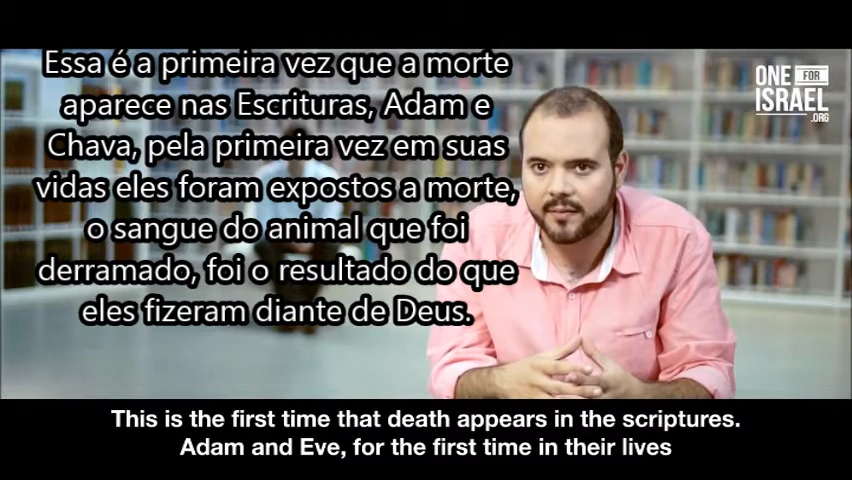 Essa é a primeira vez que a morte
aparece nas Escrituras, Adam e
Chava, pela primeira vez em suas
vidas eles foram expostos a morte,
o sangue do animal que foi
derramado, foi o resultado do que
eles fizeram diante de Deus.
ONE FOR
ISRAEL
.ORG
This is the first time that death appears in the scriptures.
Adam and Eve, for the first time in their lives